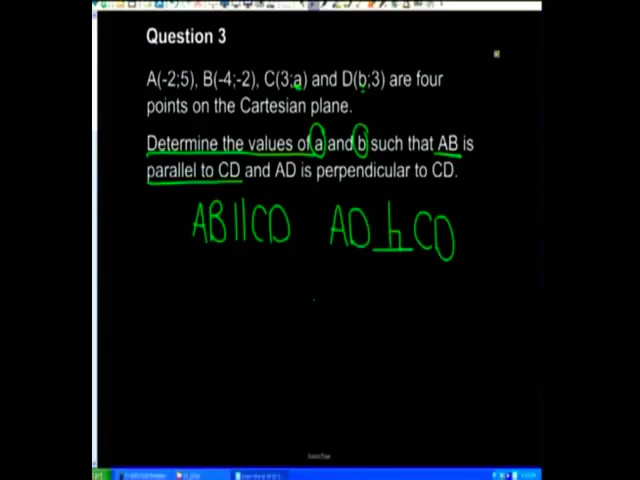 Question 3
A(-2;5), B(-4;-2), C(3;a) and D(b;3) are four
points on the Cartesian plane.
Determine the values of a and b such that AB is
parallel to CD and AD is perpendicular to CD.
AB || CD AD ⊥ CD